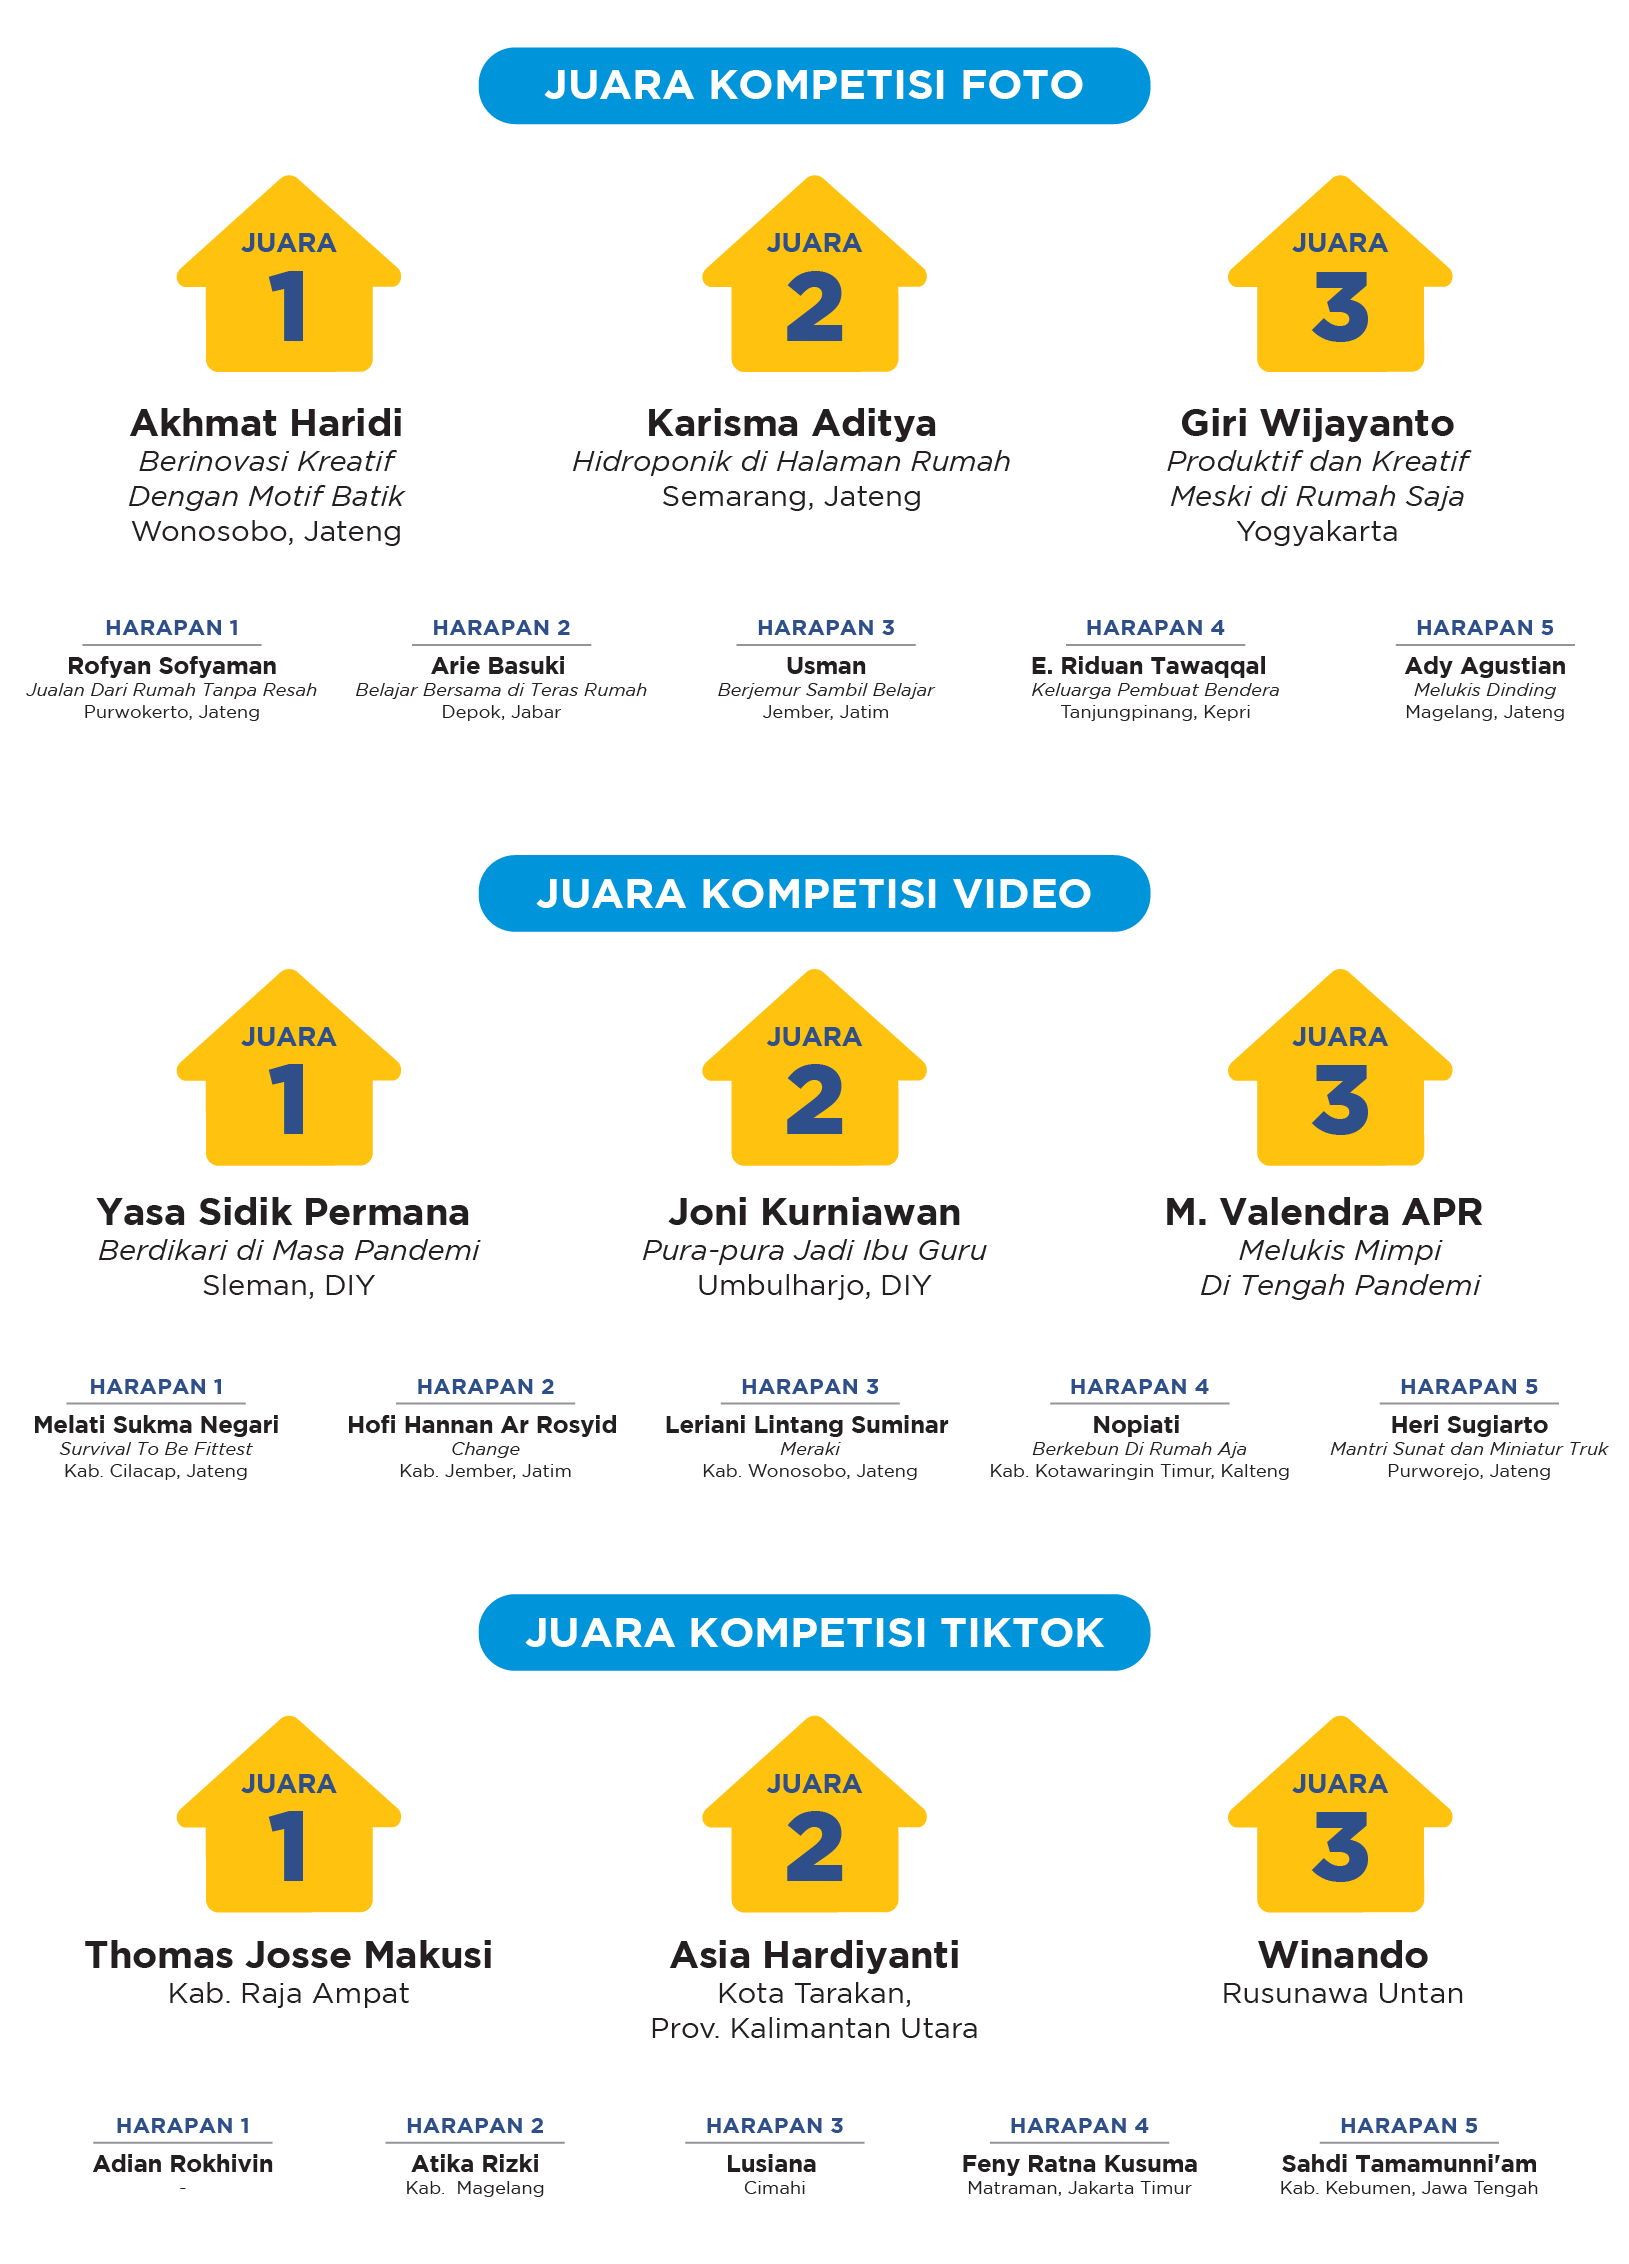 JUARA KOMPETISI FOTO
JUARA
1
JUARA
2
JUARA
3
Akhmat Haridi
Berinovasi Kreatif
Dengan Motif Batik
Wonosobo, Jateng
Karisma Aditya
Hidroponik di Halaman Rumah
Semarang, Jateng
Giri Wijayanto
Produktif dan Kreatif
Meski di Rumah Saja
Yogyakarta
HARAPAN 1
Rofyan Sofyaman
Jualan Dari Rumah Tanpa Resah
Purwokerto, Jateng
HARAPAN 2
Arie Basuki
Belajar Bersama di Teras Rumah
Depok, Jabar
HARAPAN 3
Usman
Berjemur Sambil Belajar
Jember, Jatim
HARAPAN 4
E. Riduan Tawaqqal
Keluarga Pembuat Bendera
Tanjungpinang, Kepri
HARAPAN 5
Ady Agustian
Melukis Dinding
Magelang, Jateng
JUARA KOMPETISI VIDEO
JUARA
1
JUARA
2
JUARA
3
Yasa Sidik Permana
Berdikari di Masa Pandemi
Sleman, DIY
Joni Kurniawan
Pura-pura Jadi Ibu Guru
Umbulharjo, DIY
M. Valendra APR
Melukis Mimpi
Di Tengah Pandemi
HARAPAN 1
Melati Sukma Negari
Survival To Be Fittest
Kab. Cilacap, Jateng
HARAPAN 2
Hofi Hannan Ar Rosyid
Change
Kab. Jember, Jatim
HARAPAN 3
Leriani Lintang Suminar
Meraki
Kab. Wonosobo, Jateng
HARAPAN 4
Nopiati
Berkebun Di Rumah Aja
Kab. Kotawaringin Timur, Kalteng
HARAPAN 5
Heri Sugiarto
Mantri Sunat dan Miniatur Truk
Purworejo, Jateng
JUARA KOMPETISI TIKTOK
JUARA
1
JUARA
2
JUARA
3
Thomas Josse Makusi
Kab. Raja Ampat
Asia Hardiyanti
Kota Tarakan,
Prov. Kalimantan Utara
Winando
Rusunawa Untan
HARAPAN 1
Adian Rokhivin
-
HARAPAN 2
Atika Rizki
Kab. Magelang
HARAPAN 3
Lusiana
Cimahi
HARAPAN 4
Feny Ratna Kusuma
Matraman, Jakarta Timur
HARAPAN 5
Sahdi Tamamunni'am
Kab. Kebumen, Jawa Tengah